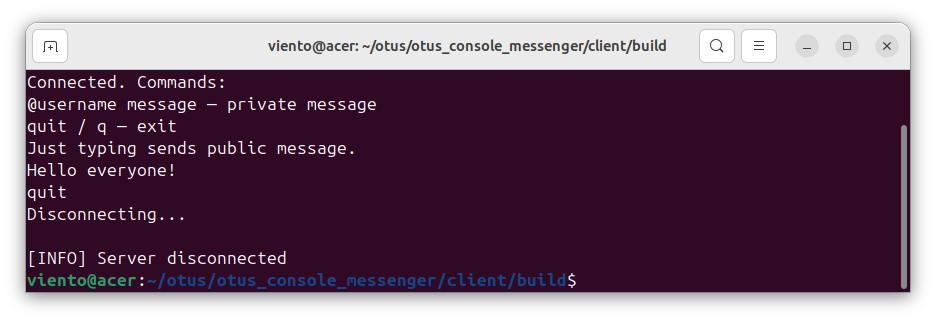 viento@acer: ~/otus/otus_console_messenger/client/build
Connected. Commands:
@username message — private message
quit / q — exit
Just typing sends public message.
Hello everyone!
quit
Disconnecting...
[INFO] Server disconnected
viento@acer:~/otus/otus_console_messenger/client/build$